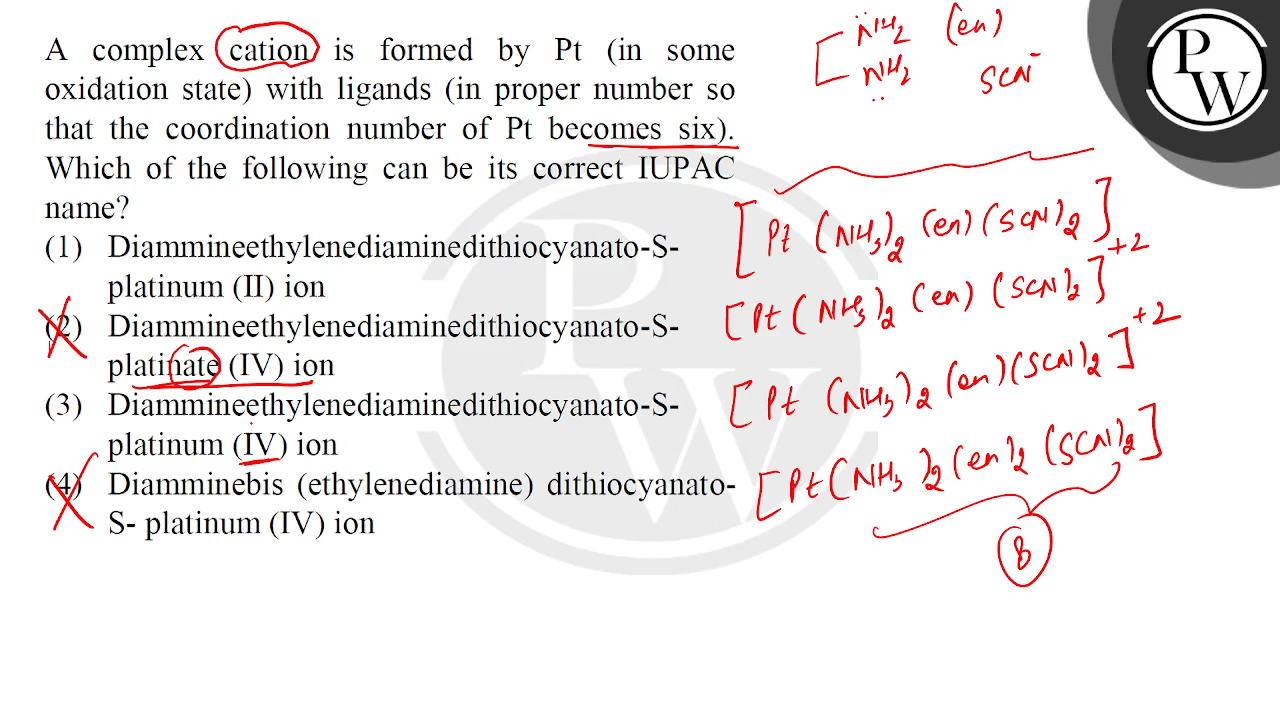 A complex cation is formed by Pt (in some
oxidation state) with ligands (in proper number so
that the coordination number of Pt becomes six).
Which of the following can be its correct IUPAC
name?
(1) Diammineethylenediaminedithiocyanato-S-
platinum (II) ion
(2) Diammineethylenediaminedithiocyanato-S-
platinate (IV) ion
(3) Diammineethylenediaminedithiocyanato-S-
platinum (IV) ion
(4) Diamminebis (ethylenediamine) dithiocyanato-
S- platinum (IV) ion
NH2 (en)
NH2 SCN-
[Pt (NH3)2 (en) (SCN)2]
[Pt (NH3)2 (en) (SCN)2]+2
[Pt (NH3)2 (en) (SCN)2]+2
[Pt (NH3)2 (en)2 (SCN)2]
8
P
W
P
W